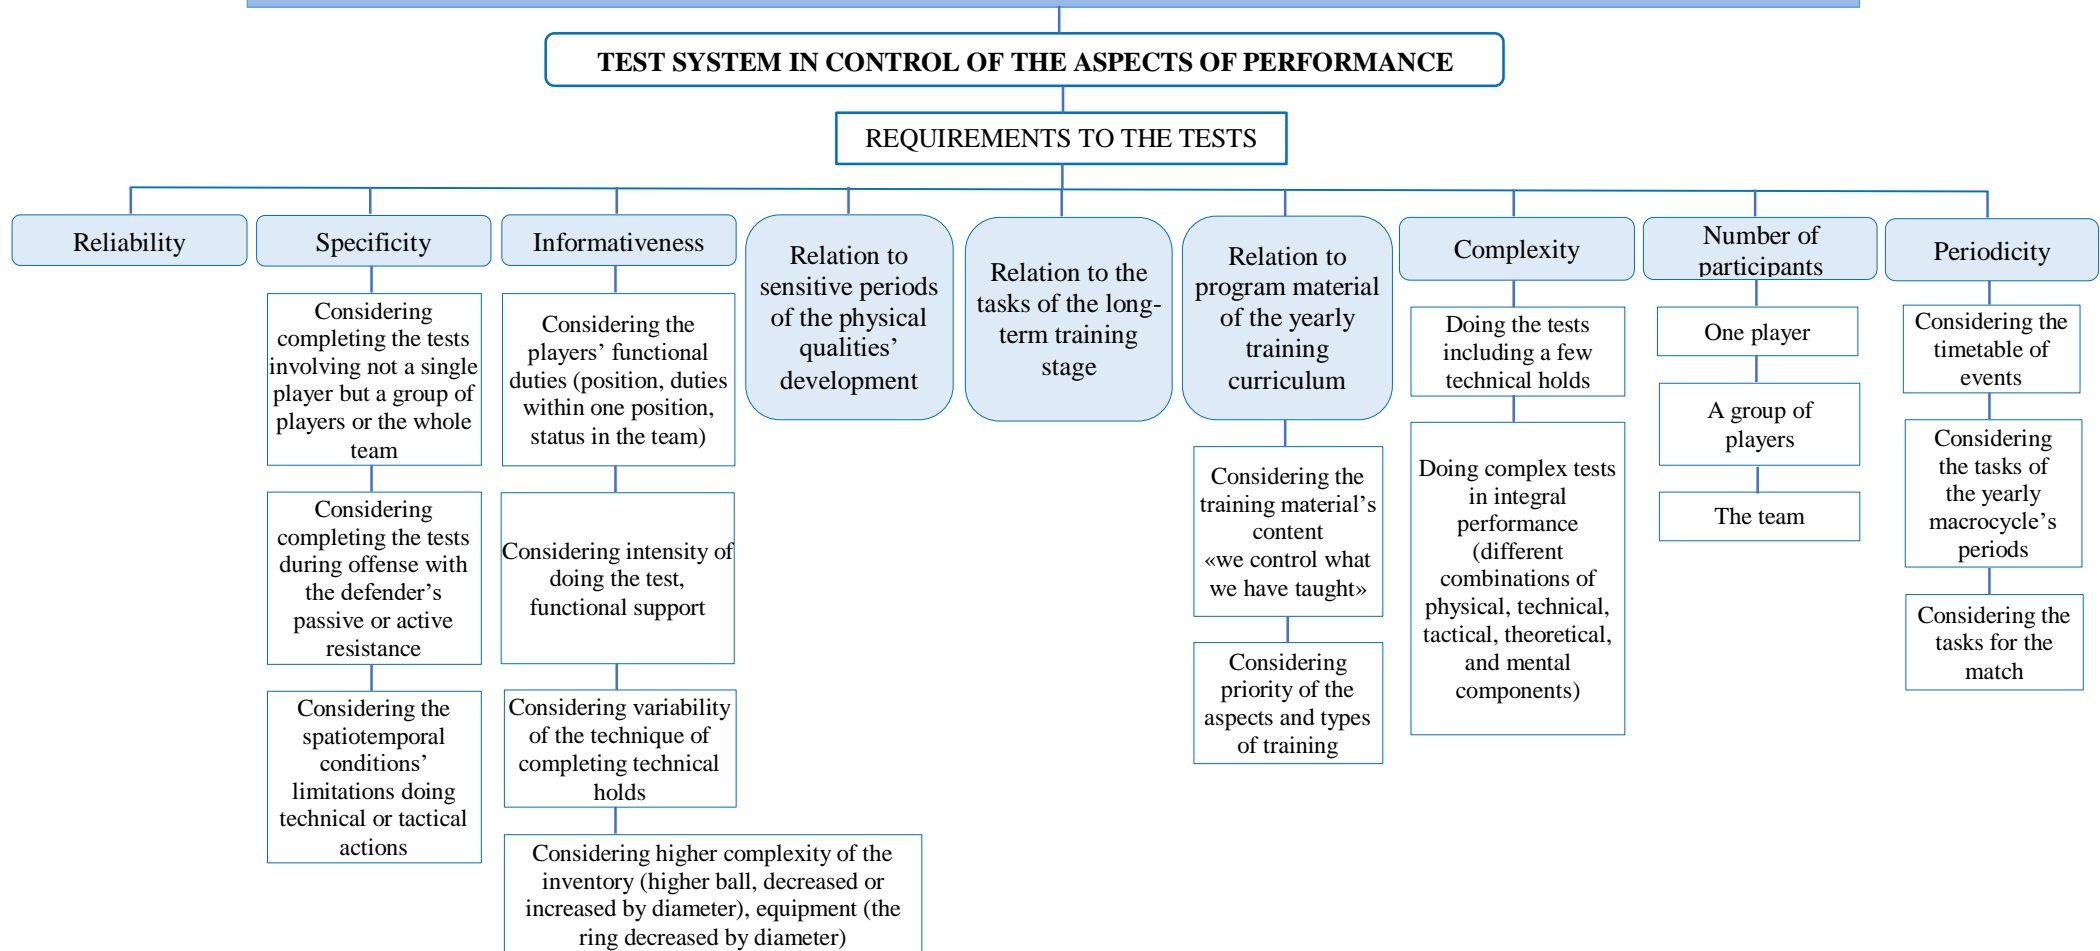 TEST SYSTEM IN CONTROL OF THE ASPECTS OF PERFORMANCE
REQUIREMENTS TO THE TESTS
Reliability
Specificity
Considering
completing the tests
involving not a single
player but a group of
players or the whole
team
Considering
completing the tests
during offense with
the defender’s
passive or active
resistance
Considering the
spatiotemporal
conditions’
limitations doing
technical or tactical
actions
Informativeness
Considering the
players’ functional
duties (position, duties
within one position,
status in the team)
Considering intensity of
doing the test,
functional support
Considering variability
of the technique of
completing technical
holds
Considering higher complexity of the
inventory (higher ball, decreased or
increased by diameter), equipment (the
ring decreased by diameter)
Relation to
sensitive periods
of the physical
qualities’
development
Relation to the
tasks of the long-
term training
stage
Relation to
program material
of the yearly
training
curriculum
Considering the
training material’s
content
«we control what
we have taught»
Considering
priority of the
aspects and types
of training
Complexity
Doing the tests
including a few
technical holds
Doing complex tests
in integral
performance
(different
combinations of
physical, technical,
tactical, theoretical,
and mental
components)
Number of
participants
One player
A group of
players
The team
Periodicity
Considering the
timetable of
events
Considering
the tasks of
the yearly
macrocycle’s
periods
Considering the
tasks for the
match